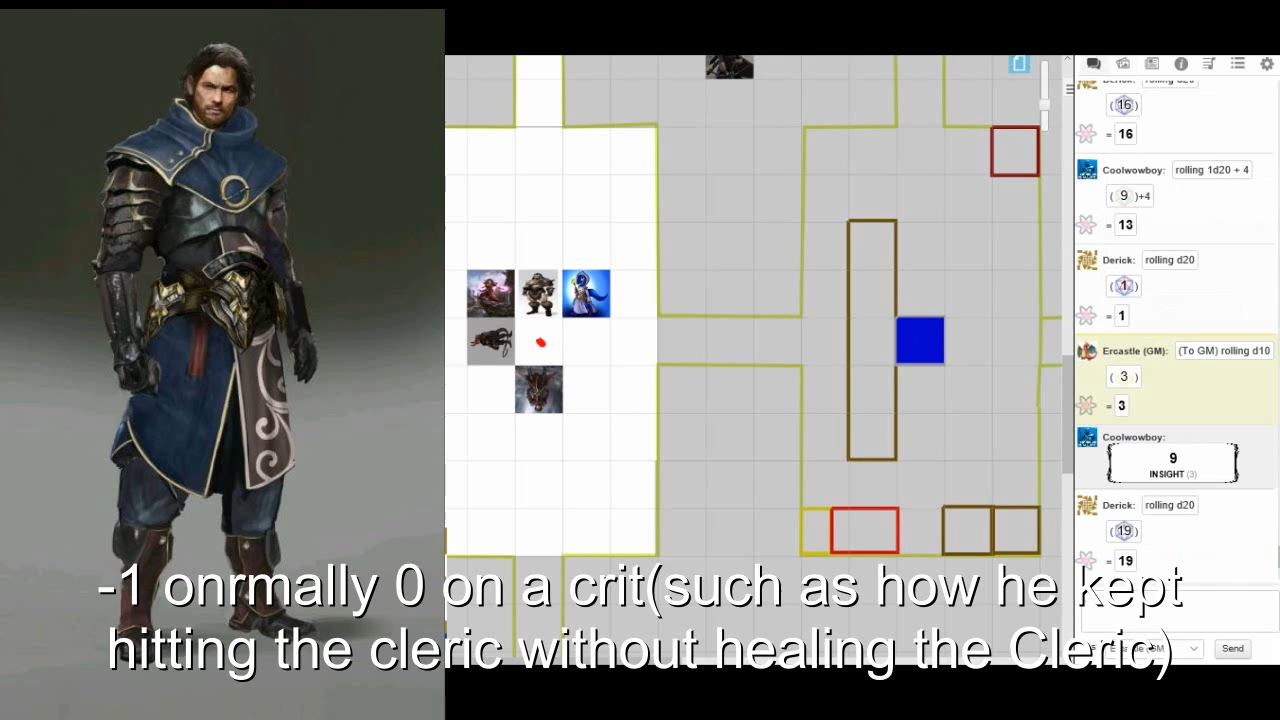 Derick: rolling d20
(16)
= 16
Coolwowboy: rolling 1d20 + 4
(9)+4
= 13
Derick: rolling d20
(1)
= 1
Ercastle (GM): (To GM) rolling d10
(3)
= 3
Coolwowboy:
9
INSIGHT (3)
Derick: rolling d20
(19)
= 19
Send
-1 onrmally 0 on a crit(such as how he kept
hitting the cleric without healing the Cleric)